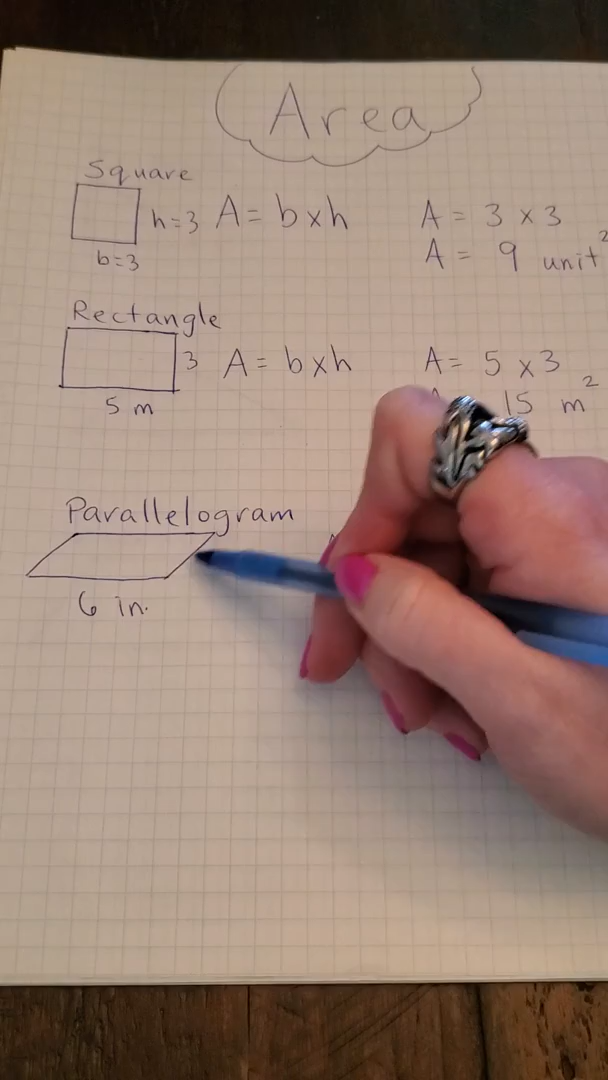 Area
Square
h=3 A = b x h A = 3 x 3
b=3 A = 9 unit²
Rectangle
3 A = b x h A = 5 x 3
5 m 15 m²
Parallelogram
6 in.